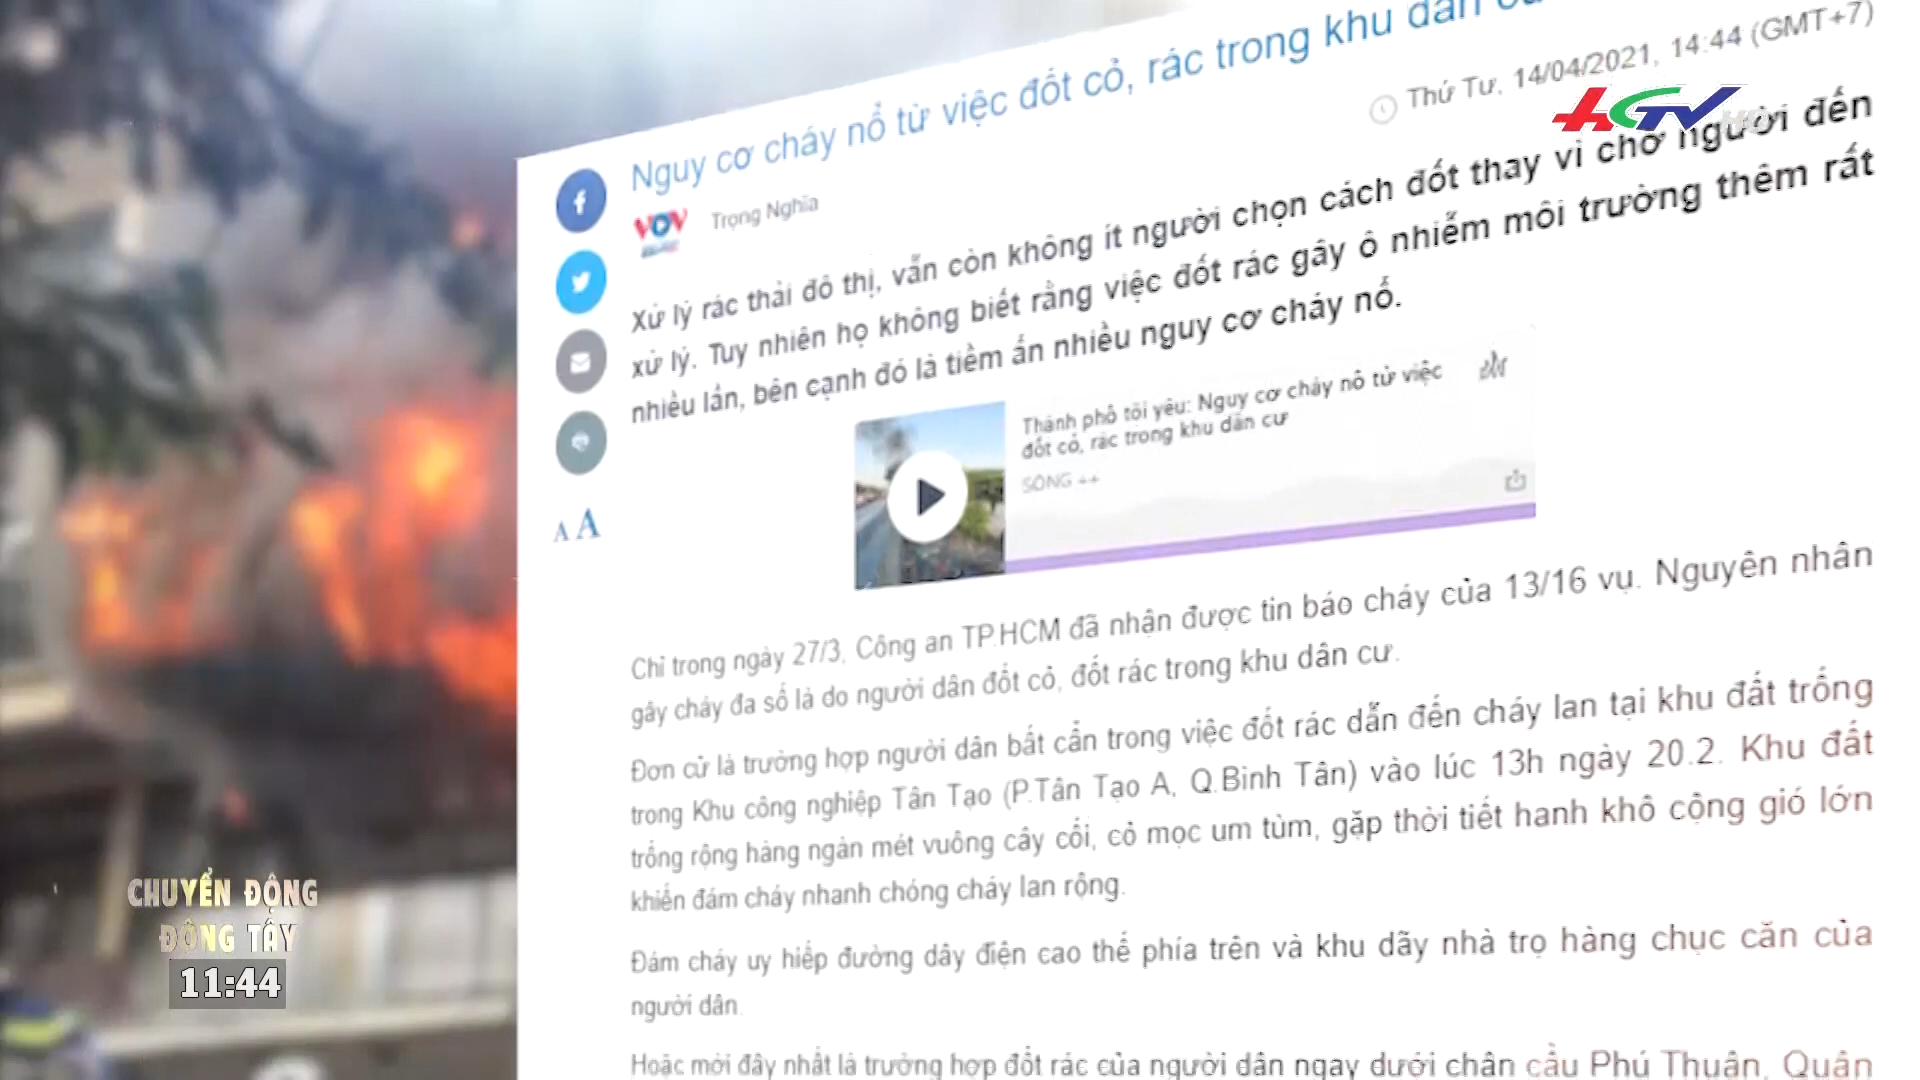 Nguy cơ cháy nổ từ việc đốt cỏ, rác trong khu dân cư
Thứ Tư, 14/04/2021, 14:44 (GMT+7)
HGTV
VOV
Trọng Nghĩa
Xử lý rác thải đô thị, vẫn còn không ít người chọn cách đốt thay vì chờ người đến
xử lý. Tuy nhiên họ không biết rằng việc đốt rác gây ô nhiễm môi trường thêm rất
nhiều lần, bên cạnh đó là tiềm ẩn nhiều nguy cơ cháy nổ.
Thành phố tôi yêu: Nguy cơ cháy nổ từ việc
đốt cỏ, rác trong khu dân cư
SONG ++
A A
Chỉ trong ngày 27/3, Công an TP.HCM đã nhận được tin báo cháy của 13/16 vụ. Nguyên nhân
gây cháy đa số là do người dân đốt cỏ, đốt rác trong khu dân cư.
Đơn cử là trường hợp người dân bất cẩn trong việc đốt rác dẫn đến cháy lan tại khu đất trống
trong Khu công nghiệp Tân Tạo (P.Tân Tạo A, Q.Bình Tân) vào lúc 13h ngày 20.2. Khu đất
trống rộng hàng ngàn mét vuông cây cối, cỏ mọc um tùm, gặp thời tiết hanh khô cộng gió lớn
khiến đám cháy nhanh chóng cháy lan rộng.
Đám cháy uy hiếp đường dây điện cao thế phía trên và khu dãy nhà trọ hàng chục căn của
người dân.
Hoặc mới đây nhất là trường hợp đốt rác của người dân ngay dưới chân cầu Phú Thuận, Quận
CHUYỂN ĐỘNG
ĐÔNG TÂY
11:44